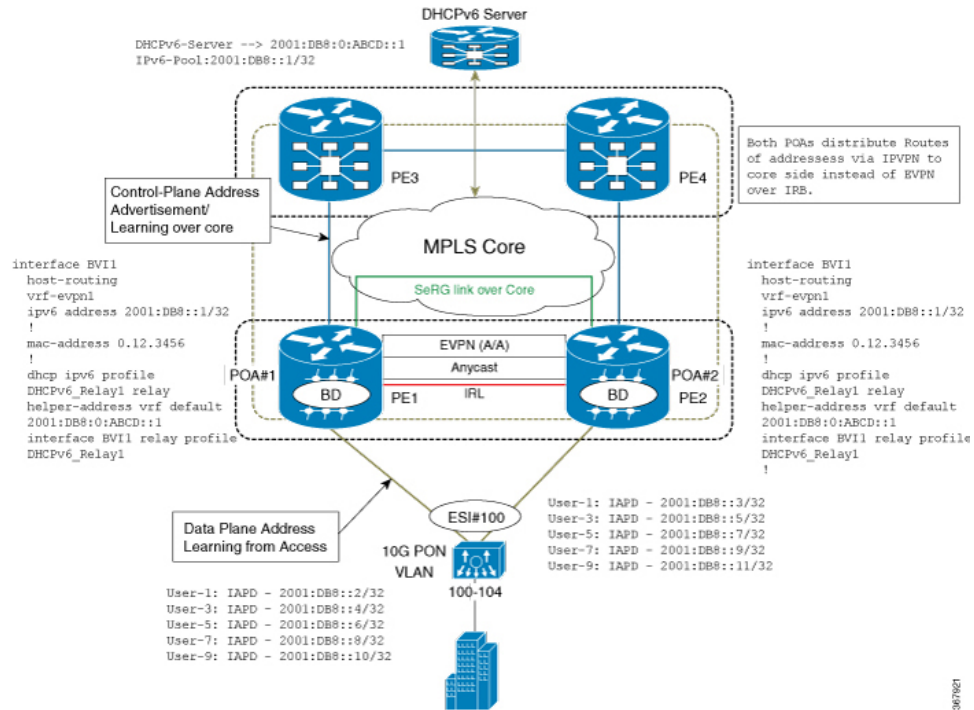 DHCPv6 Server
DHCPv6-Server --> 2001:DB8:0:ABCD::1
IPv6-Pool:2001:DB8::1/32
PE3
PE4
Both POAs distribute Routes
of addressess via IPVPN to
core side instead of EVPN
over IRB.
Control-Plane Address
Advertisement/
Learning over core
MPLS Core
SeRG link over Core
interface BVI1
host-routing
vrf-evpn1
ipv6 address 2001:DB8::1/32
!
mac-address 0.12.3456
!
dhcp ipv6 profile
DHCPv6_Relay1 relay
helper-address vrf default
2001:DB8:0:ABCD::1
interface BVI1 relay profile
DHCPv6_Relay1
POA#1
BD
PE1
EVPN (A/A)
Anycast
IRL
POA#2
BD
PE2
interface BVI1
host-routing
vrf-evpn1
ipv6 address 2001:DB8::1/32
!
mac-address 0.12.3456
!
dhcp ipv6 profile
DHCPv6_Relay1 relay
helper-address vrf default
2001:DB8:0:ABCD::1
interface BVI1 relay profile
DHCPv6_Relay1
!
Data Plane Address
Learning from Access
ESI#100
10G PON
VLAN
100-104
User-1: IAPD - 2001:DB8::3/32
User-3: IAPD - 2001:DB8::5/32
User-5: IAPD - 2001:DB8::7/32
User-7: IAPD - 2001:DB8::9/32
User-9: IAPD - 2001:DB8::11/32
User-1: IAPD - 2001:DB8::2/32
User-3: IAPD - 2001:DB8::4/32
User-5: IAPD - 2001:DB8::6/32
User-7: IAPD - 2001:DB8::8/32
User-9: IAPD - 2001:DB8::10/32
367921